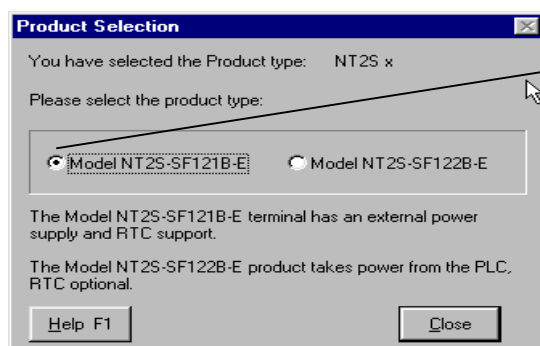 Product Selection
You have selected the Product type: NT2S x
Please select the product type:
Model NT2S-SF121B-E Model NT2S-SF122B-E
The Model NT2S-SF121B-E terminal has an external power
supply and RTC support.
The Model NT2S-SF122B-E product takes power from the PLC,
RTC optional.
Help F1 Close